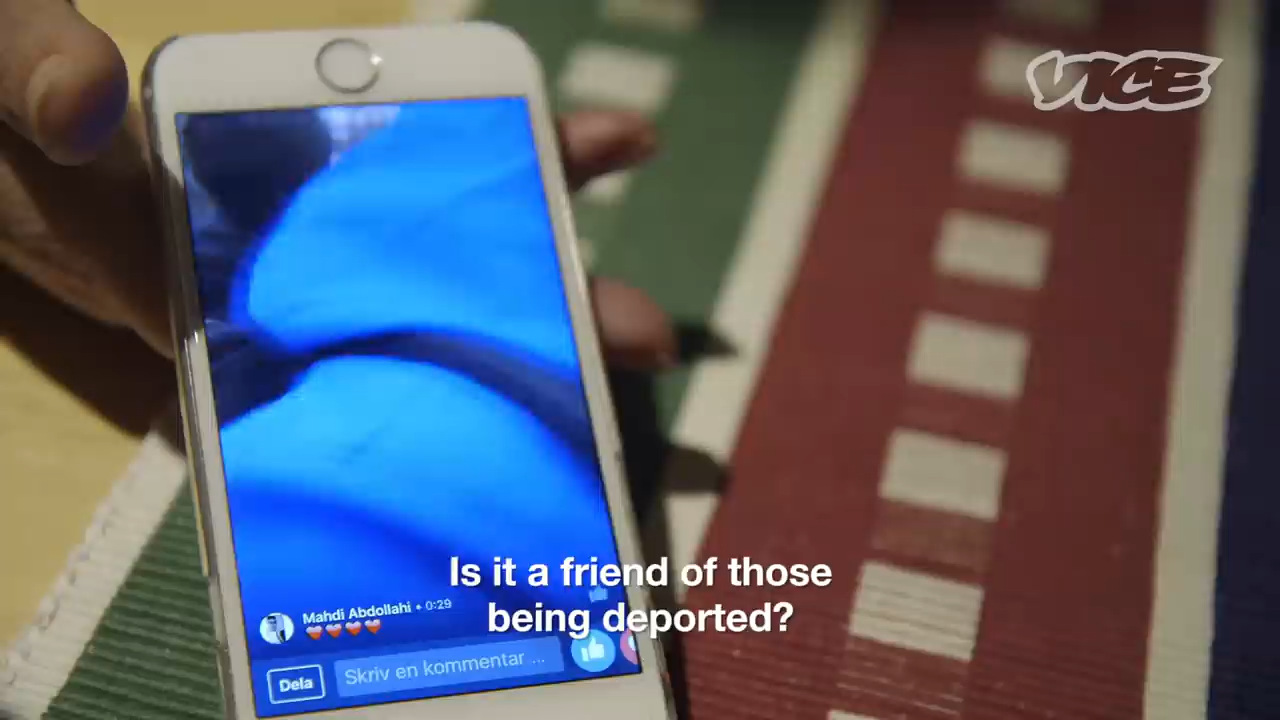 VICE
Is it a friend of those
being deported?
Mahdi Abdollahi • 0:29
❤️❤️❤️❤️
Dela
Skriv en kommentar ...